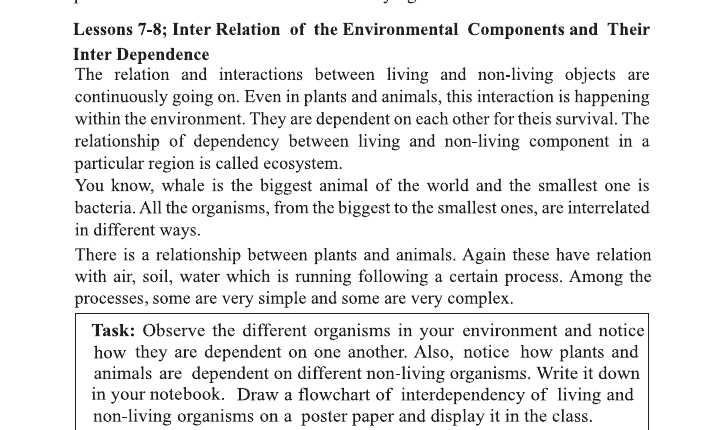 Lessons 7-8; Inter Relation of the Environmental Components and Their
Inter Dependence
The relation and interactions between living and non-living objects are
continuously going on. Even in plants and animals, this interaction is happening
within the environment. They are dependent on each other for theis survival. The
relationship of dependency between living and non-living component in a
particular region is called ecosystem.
You know, whale is the biggest animal of the world and the smallest one is
bacteria. All the organisms, from the biggest to the smallest ones, are interrelated
in different ways.
There is a relationship between plants and animals. Again these have relation
with air, soil, water which is running following a certain process. Among the
processes, some are very simple and some are very complex.
Task: Observe the different organisms in your environment and notice
how they are dependent on one another. Also, notice how plants and
animals are dependent on different non-living organisms. Write it down
in your notebook. Draw a flowchart of interdependency of living and
non-living organisms on a poster paper and display it in the class.